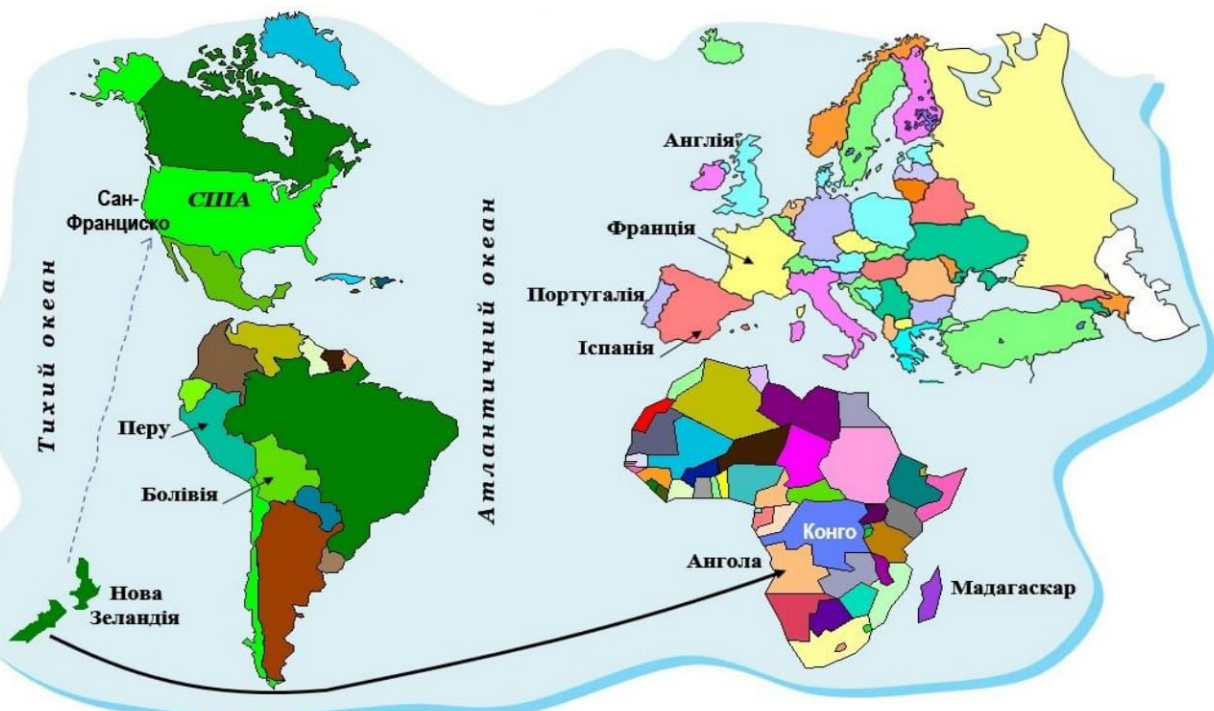 Тихий океан
Сан-
Франциско
США
Перу
Болівія
Нова
Зеландія
Атлантичний океан
Англія
Франція
Португалія
Іспанія
Конго
Ангола
Мадагаскар